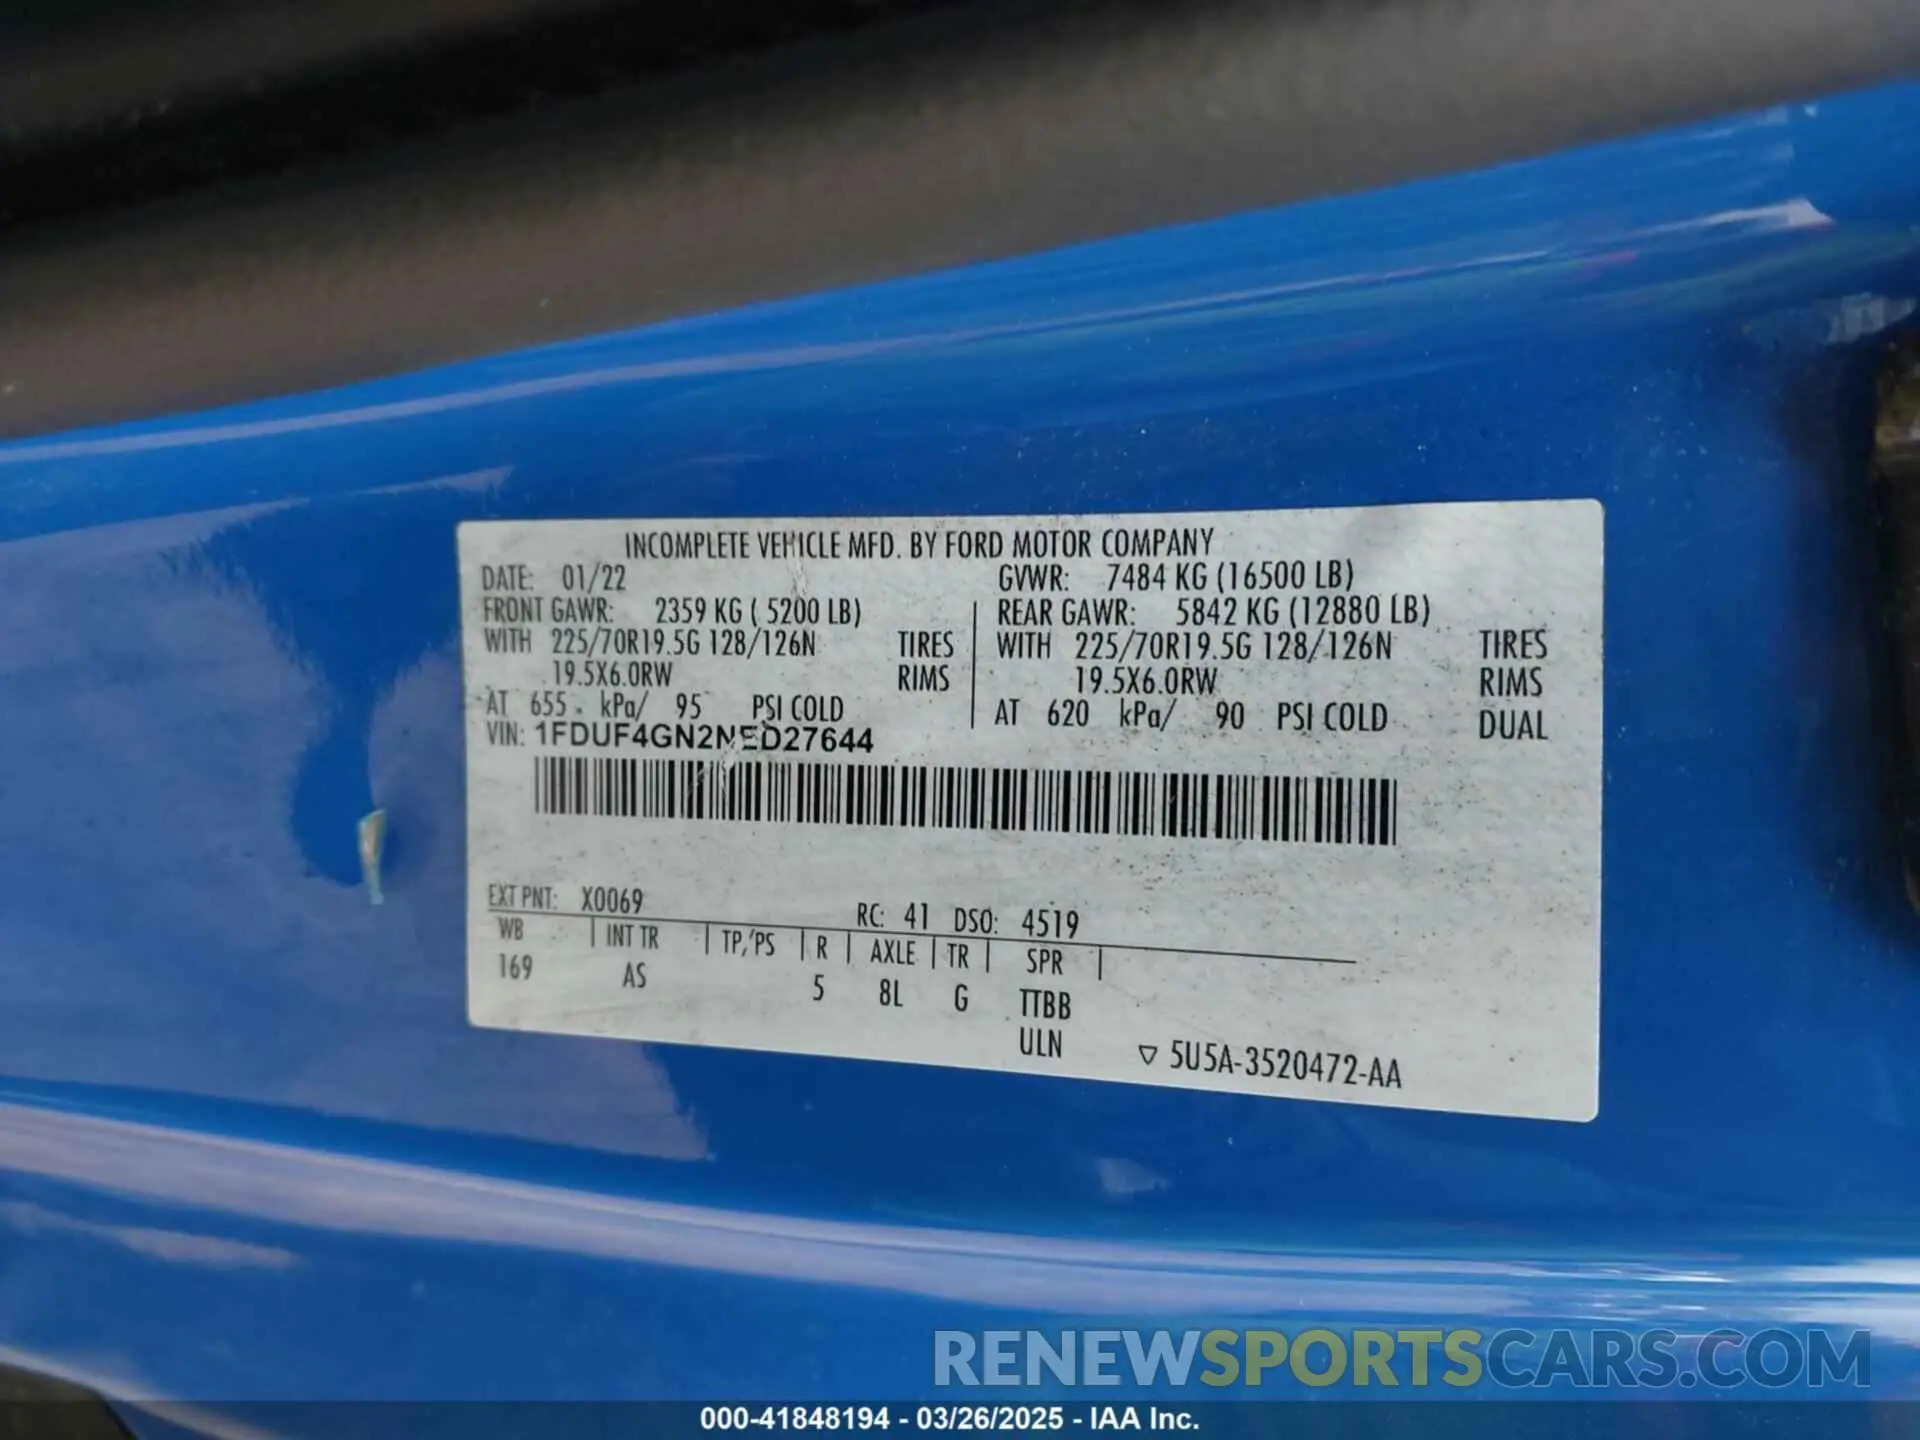 INCOMPLETE VEHICLE MFD. BY FORD MOTOR COMPANY
DATE: 01/22 GVWR: 7484 KG (16500 LB)
FRONT GAWR: 2359 KG ( 5200 LB) REAR GAWR: 5842 KG (12880 LB)
WITH 225/70R19.5G 128/126N TIRES WITH 225/70R19.5G 128/126N TIRES
19.5X6.0RW RIMS 19.5X6.0RW RIMS
AT 655 kPa/ 95 PSI COLD AT 620 kPa/ 90 PSI COLD DUAL
VIN: 1FDUF4GN2NED27644
EXT PNT: X0069 RC: 41 DSO: 4519
WB | INT TR | TP/PS | R | AXLE | TR | SPR |
169 AS 5 8L G TTBB
ULN ▽ 5U5A-3520472-AA
RENEWSPORTSCARS.COM
000-41848194 - 03/26/2025 - IAA Inc.